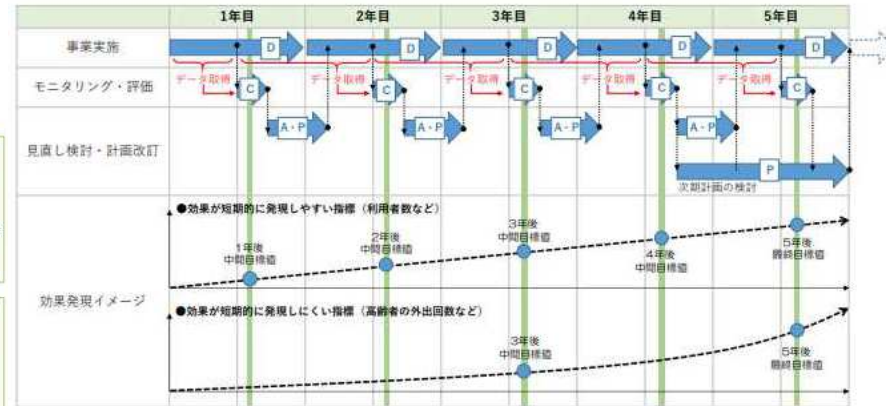 1年目 2年目 3年目 4年目 5年目
事業実施 D D D D D
データ取得 データ取得 データ取得 データ取得 データ取得
モニタリング・評価 C C C C C
見直し検討・計画改訂 A・P A・P A・P A・P
P
次期計画の検討
効果発現イメージ
●効果が短期的に発現しやすい指標（利用者数など）
1年後
中間目標値
2年後
中間目標値
3年後
中間目標値
4年後
中間目標値
5年後
最終目標値
●効果が短期的に発現しにくい指標（高齢者の外出回数など）
3年後
中間目標値
5年後
最終目標値